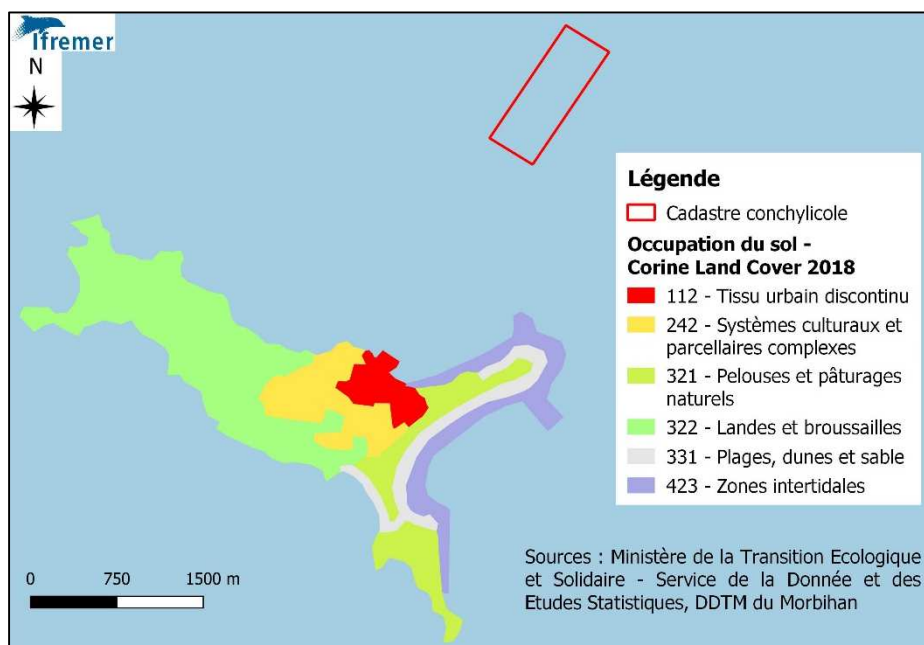 Ifremer
N
Légende
Cadastre conchylicole
Occupation du sol -
Corine Land Cover 2018
112 - Tissu urbain discontinu
242 - Systèmes culturaux et
parcellaires complexes
321 - Pelouses et pâturages
naturels
322 - Landes et broussailles
331 - Plages, dunes et sable
423 - Zones intertidales
0 750 1500 m
Sources : Ministère de la Transition Ecologique
et Solidaire - Service de la Donnée et des
Etudes Statistiques, DDTM du Morbihan